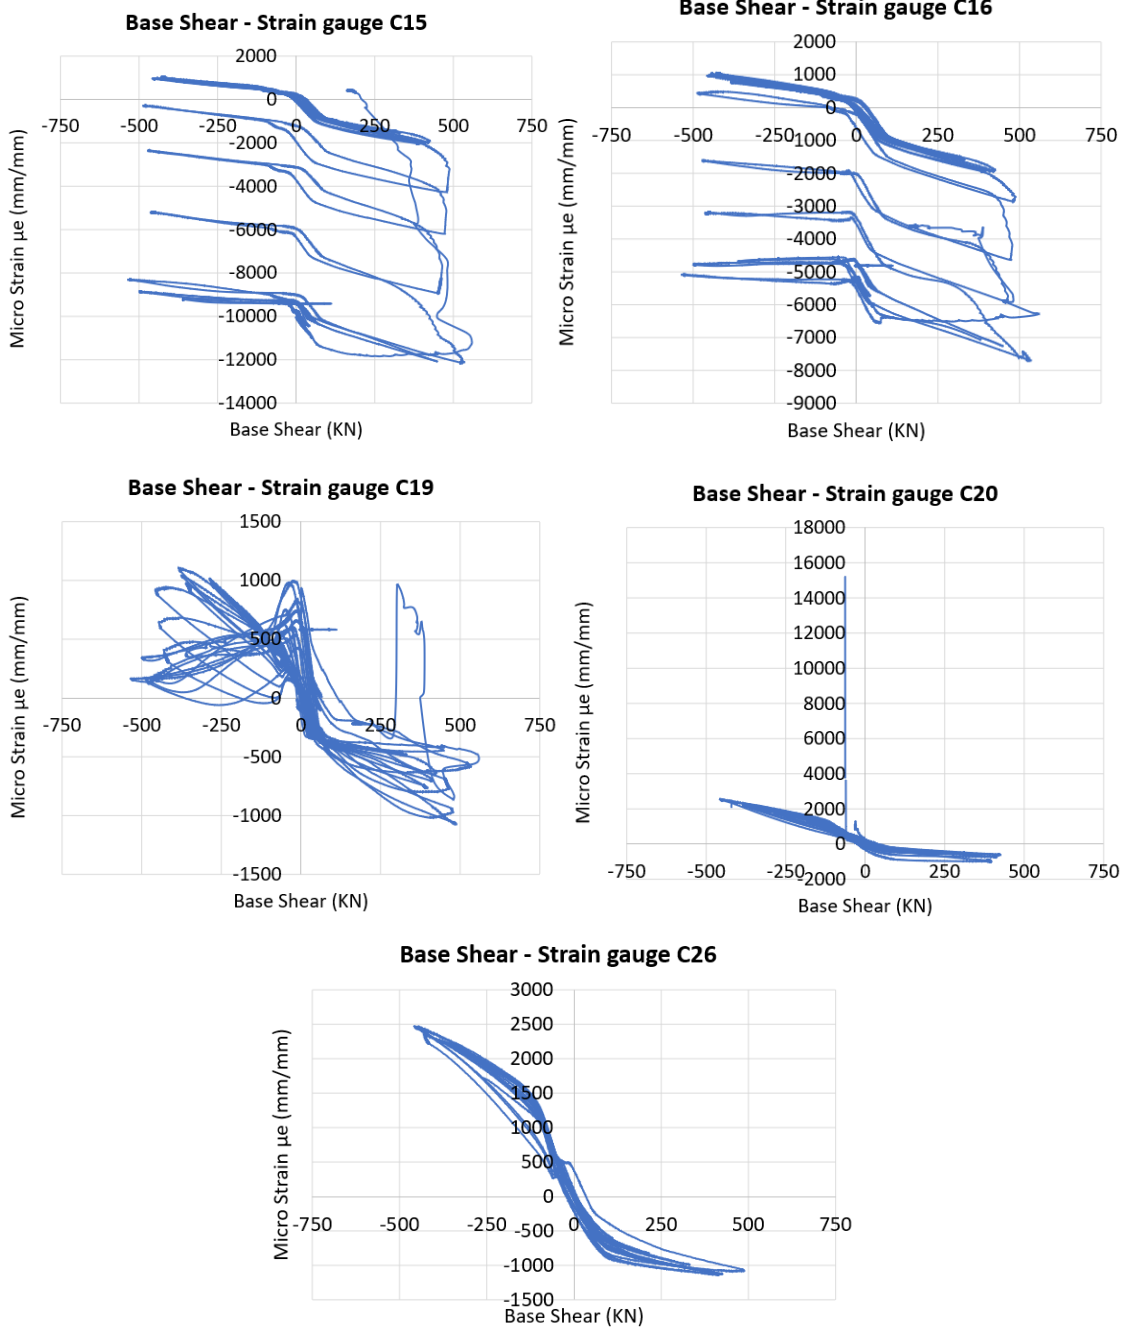 Base Shear - Strain gauge C15
2000
0
-750 -500 -250 0 250 500 750
-2000
-4000
-6000
-8000
-10000
-12000
-14000
Micro Strain µe (mm/mm)
Base Shear (KN)
Base Shear - Strain gauge C16
2000
1000
0
-750 -500 -250 0 250 500 750
-1000
-2000
-3000
-4000
-5000
-6000
-7000
-8000
-9000
Micro Strain µe (mm/mm)
Base Shear (KN)
Base Shear - Strain gauge C19
1500
1000
500
0
-750 -500 -250 0 250 500 750
-500
-1000
-1500
Micro Strain µe (mm/mm)
Base Shear (KN)
Base Shear - Strain gauge C20
18000
16000
14000
12000
10000
8000
6000
4000
2000
0
-750 -500 -250 0 250 500 750
-2000
Micro Strain µe (mm/mm)
Base Shear (KN)
Base Shear - Strain gauge C26
3000
2500
2000
1500
1000
500
0
-750 -500 -250 0 250 500 750
-500
-1000
-1500
Micro Strain µe (mm/mm)
Base Shear (KN)